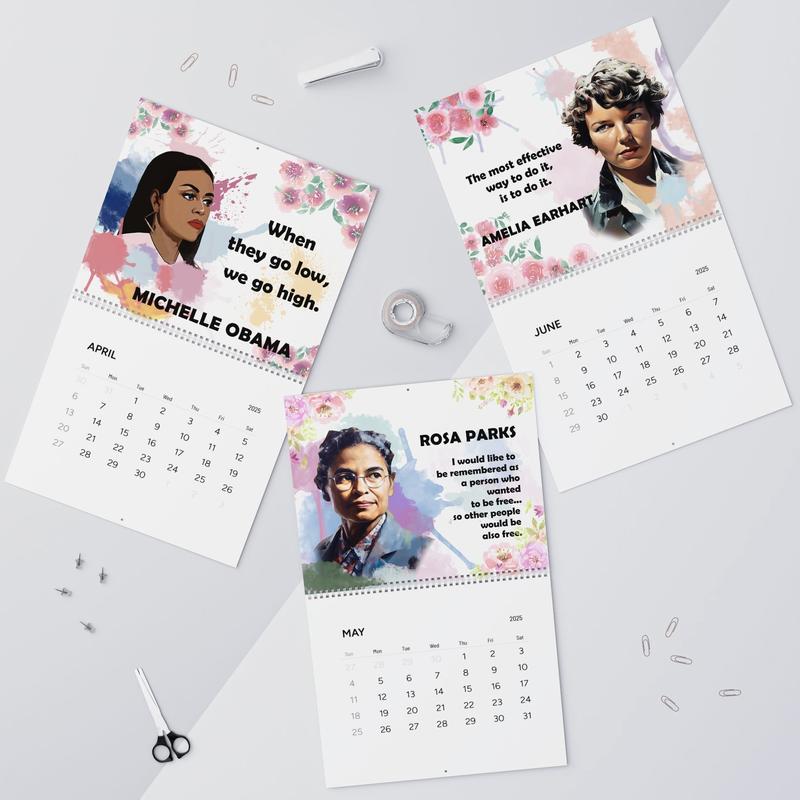 When
they go low,
we go high.
MICHELLE OBAMA
APRIL
2025
Sun Mon Tue Wed Thu Fri Sat
30 31 1 2 3 4 5
6 7 8 9 10 11 12
13 14 15 16 17 18 19
20 21 22 23 24 25 26
27 28 29 30 1 2 3
The most effective
way to do it,
is to do it.
AMELIA EARHART
2025
JUNE
Sun Mon Tue Wed Thu Fri Sat
1 2 3 4 5 6 7
8 9 10 11 12 13 14
15 16 17 18 19 20 21
22 23 24 25 26 27 28
29 30 1 2 3 4 5
ROSA PARKS
I would like to
be remembered as
a person who
wanted
to be free...
so other people
would be
also free.
2025
MAY
Sun Mon Tue Wed Thu Fri Sat
27 28 29 30 1 2 3
4 5 6 7 8 9 10
11 12 13 14 15 16 17
18 19 20 21 22 23 24
25 26 27 28 29 30 31